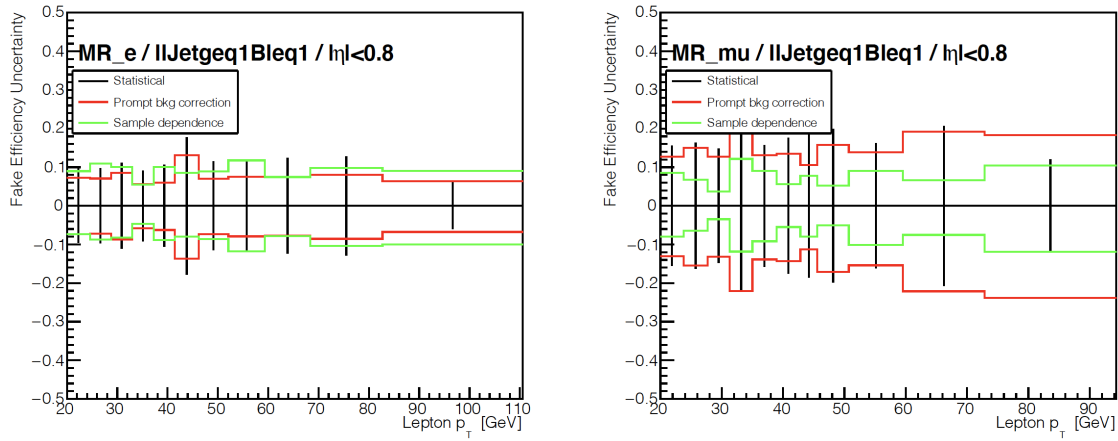 Fake Efficiency Uncertainty
0.5
0.4
0.3
0.2
0.1
0
−0.1
−0.2
−0.3
−0.4
−0.5
MR_e / llJetgeq1Bleq1 / |η|<0.8
Statistical
Prompt bkg correction
Sample dependence
20 30 40 50 60 70 80 90 100 110
Lepton p_T [GeV]
Fake Efficiency Uncertainty
0.5
0.4
0.3
0.2
0.1
0
−0.1
−0.2
−0.3
−0.4
−0.5
MR_mu / llJetgeq1Bleq1 / |η|<0.8
Statistical
Prompt bkg correction
Sample dependence
20 30 40 50 60 70 80 90
Lepton p_T [GeV]